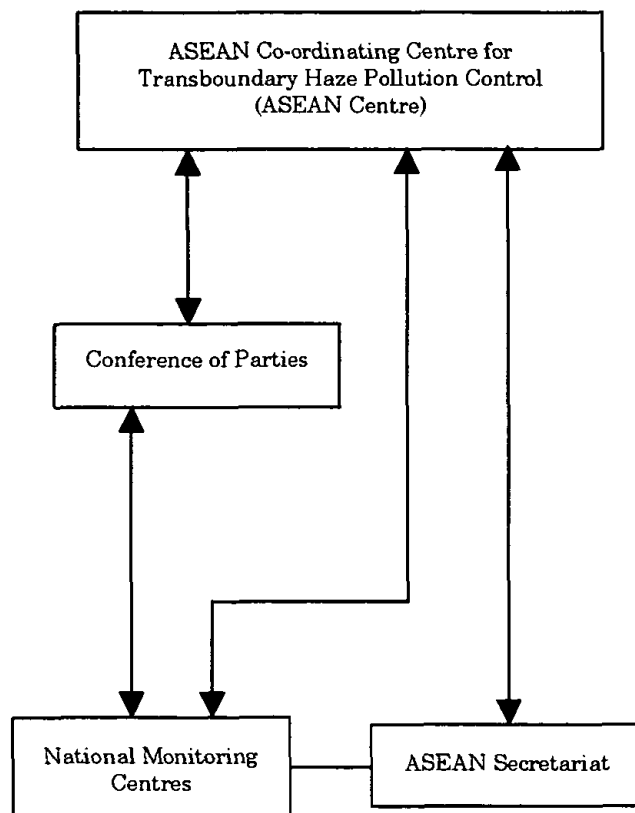 ASEAN Co-ordinating Centre for
Transboundary Haze Pollution Control
(ASEAN Centre)
Conference of Parties
National Monitoring
Centres
ASEAN Secretariat